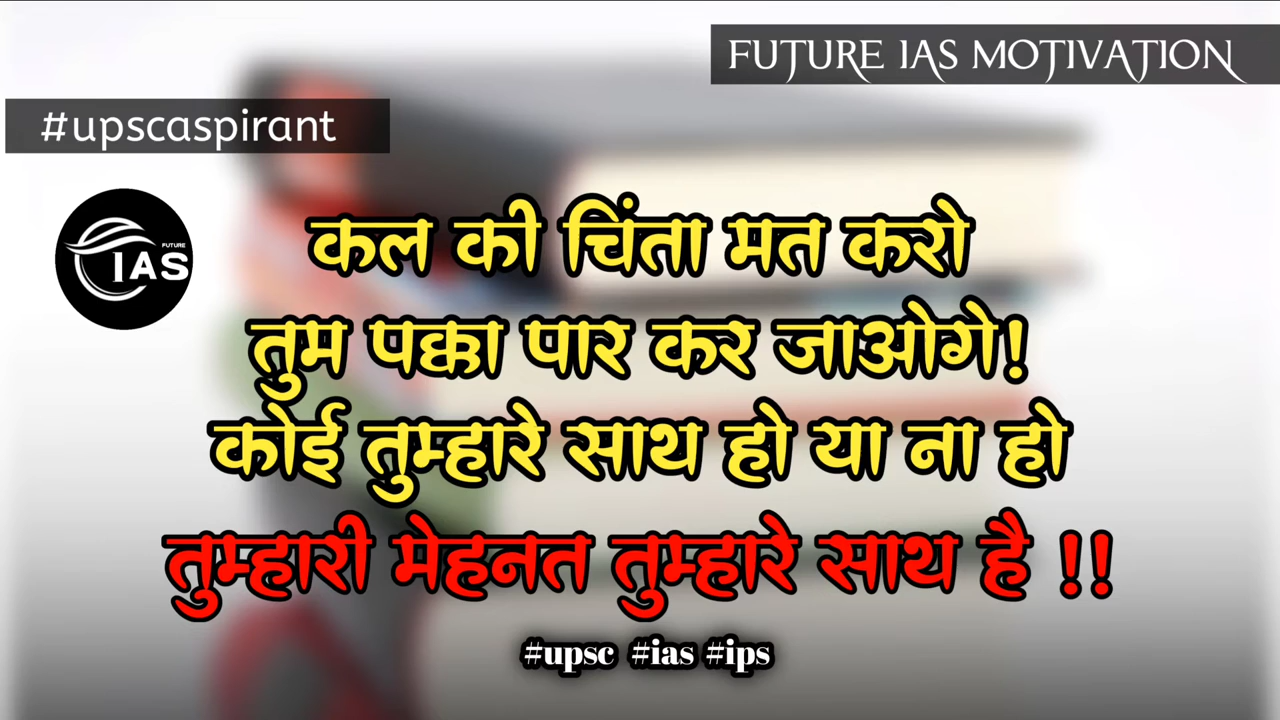 FUTURE IAS MOTIVATION
#upscaspirant
FUTURE
IAS
कल की चिंता मत करो
तुम पक्का पार कर जाओगे!
कोई तुम्हारे साथ हो या ना हो
तुम्हारी मेहनत तुम्हारे साथ है !!
#upsc #ias #ips